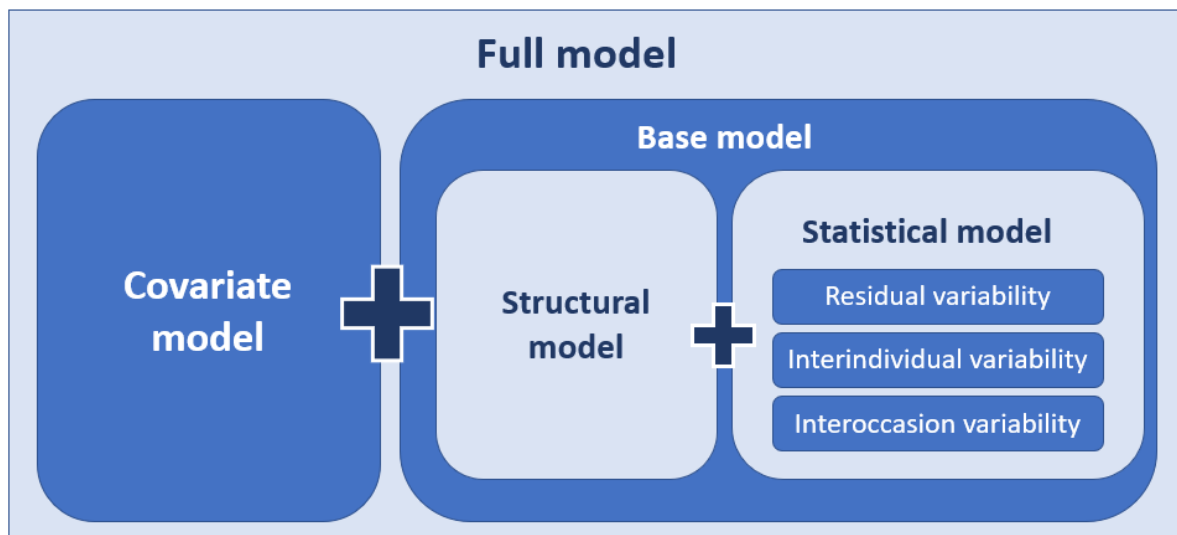 Full model
Covariate
model
Base model
Structural
model
Statistical model
Residual variability
Interindividual variability
Interoccasion variability